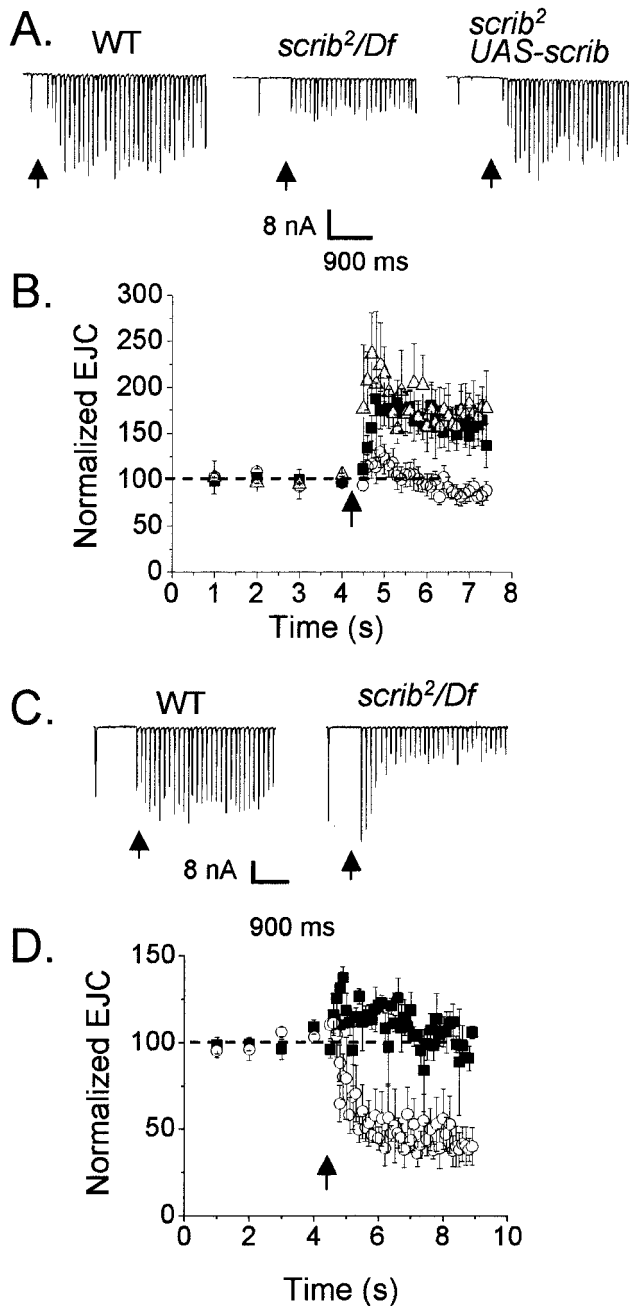 A.
WT
scrib²/Df
scrib²
UAS-scrib
8 nA
900 ms
B.
Normalized EJC
300
250
200
150
100
50
0
0 1 2 3 4 5 6 7 8
Time (s)
C.
WT
scrib²/Df
8 nA
900 ms
D.
Normalized EJC
150
100
50
0
0 2 4 6 8 10
Time (s)